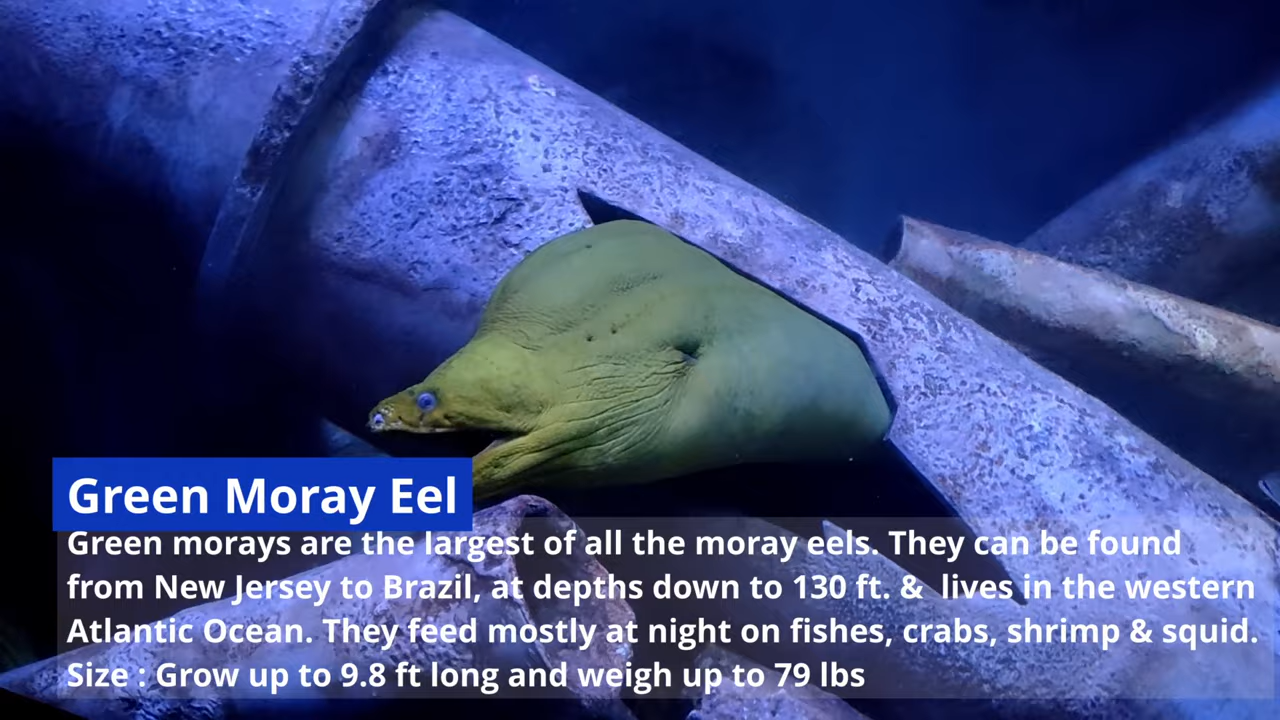 Green Moray Eel
Green morays are the largest of all the moray eels. They can be found
from New Jersey to Brazil, at depths down to 130 ft. &  lives in the western
Atlantic Ocean. They feed mostly at night on fishes, crabs, shrimp & squid.
Size : Grow up to 9.8 ft long and weigh up to 79 lbs